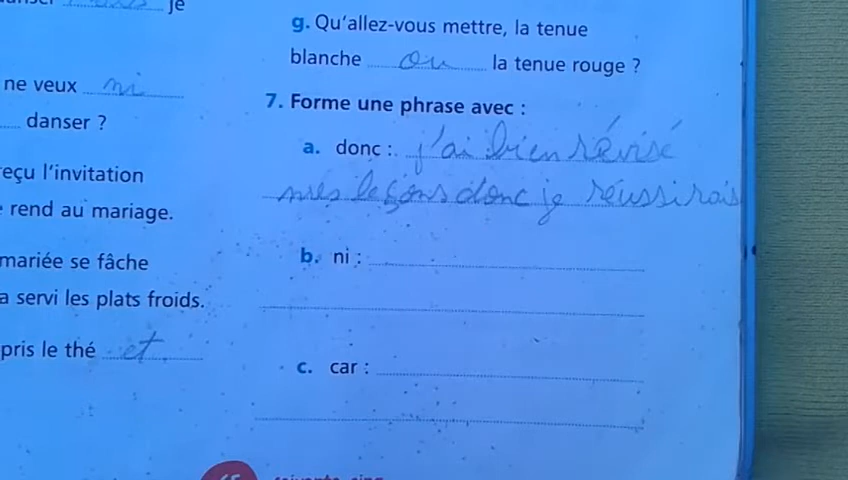 je
ne veux ni
danser ?
eçu l'invitation
rend au mariage.
mariée se fâche
a servi les plats froids.
pris le thé et
g. Qu'allez-vous mettre, la tenue
blanche ou la tenue rouge ?
7. Forme une phrase avec :
a. donc : j'ai bien révisé
mes leçons donc je réussirais
b. ni :
c. car :